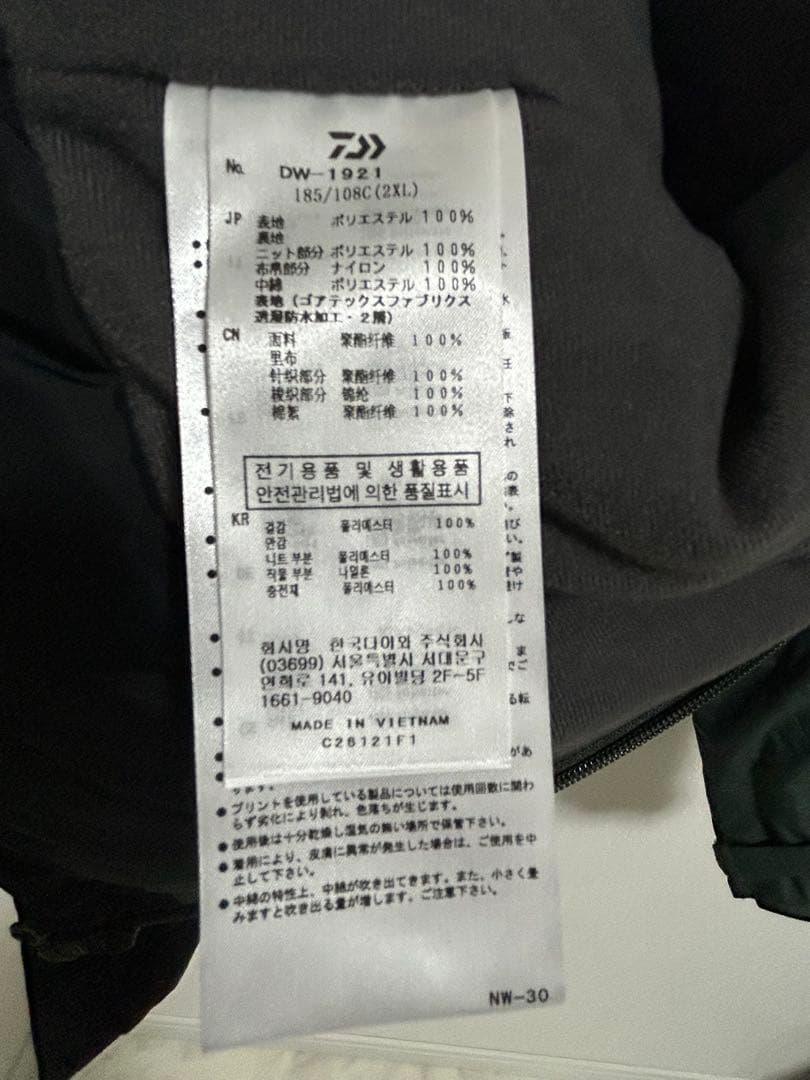 No. DW-1921
185/108C(2XL)
JP 表地 ポリエステル 100%
裏地
ニット部分 ポリエステル 100%
布帛部分 ナイロン 100%
中綿 ポリエステル 100%
表地(ゴアテックスファブリクス
透湿防水加工・2層)
CN 面料 聚酯纤维 100%
里布
针织部分 聚酯纤维 100%
梭织部分 锦纶 100%
棉絮 聚酯纤维 100%
전기용품 및 생활용품
안전관리법에 의한 품질표시
KR 겉감 폴리에스터 100%
안감
니트 부분 폴리에스터 100%
직물 부분 나일론 100%
충전재 폴리에스터 100%
회사명 한국다이와 주식회사
(03699) 서울특별시 서대문구
연희로 141, 유이빌딩 2F~5F
1661-9040
MADE IN VIETNAM
C26121F1
ります。
●プリントを使用している製品については使用回数に関わ
らず劣化により剥れ、色落ちが生じます。
●使用後は十分乾燥し湿気の無い場所で保管下さい。
●着用により、皮膚に異常が発生した場合は、ご使用を中
止して下さい。
●中綿の特性上、中綿が吹き出てきます。また、小さく畳
みますと吹き出る量が増します。ご注意下さい。
NW-30